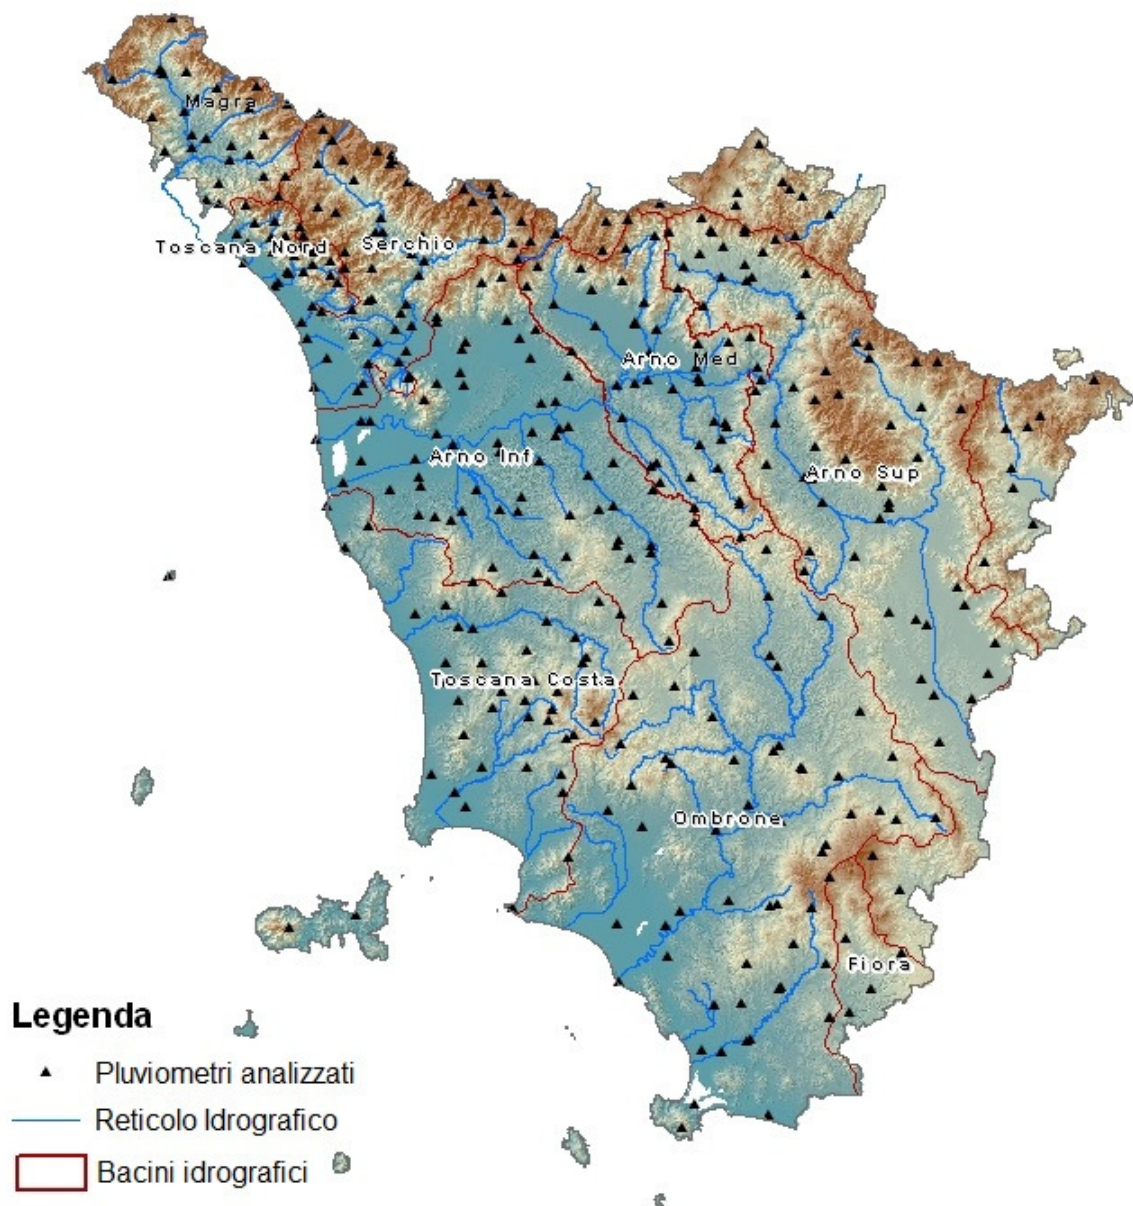 Magra
Toscana Nord
Serchio
Arno Med
Arno Inf
Arno Sup
Toscana Costa
Ombrone
Fiora
Legenda
Pluviometri analizzati
Reticolo Idrografico
Bacini idrografici